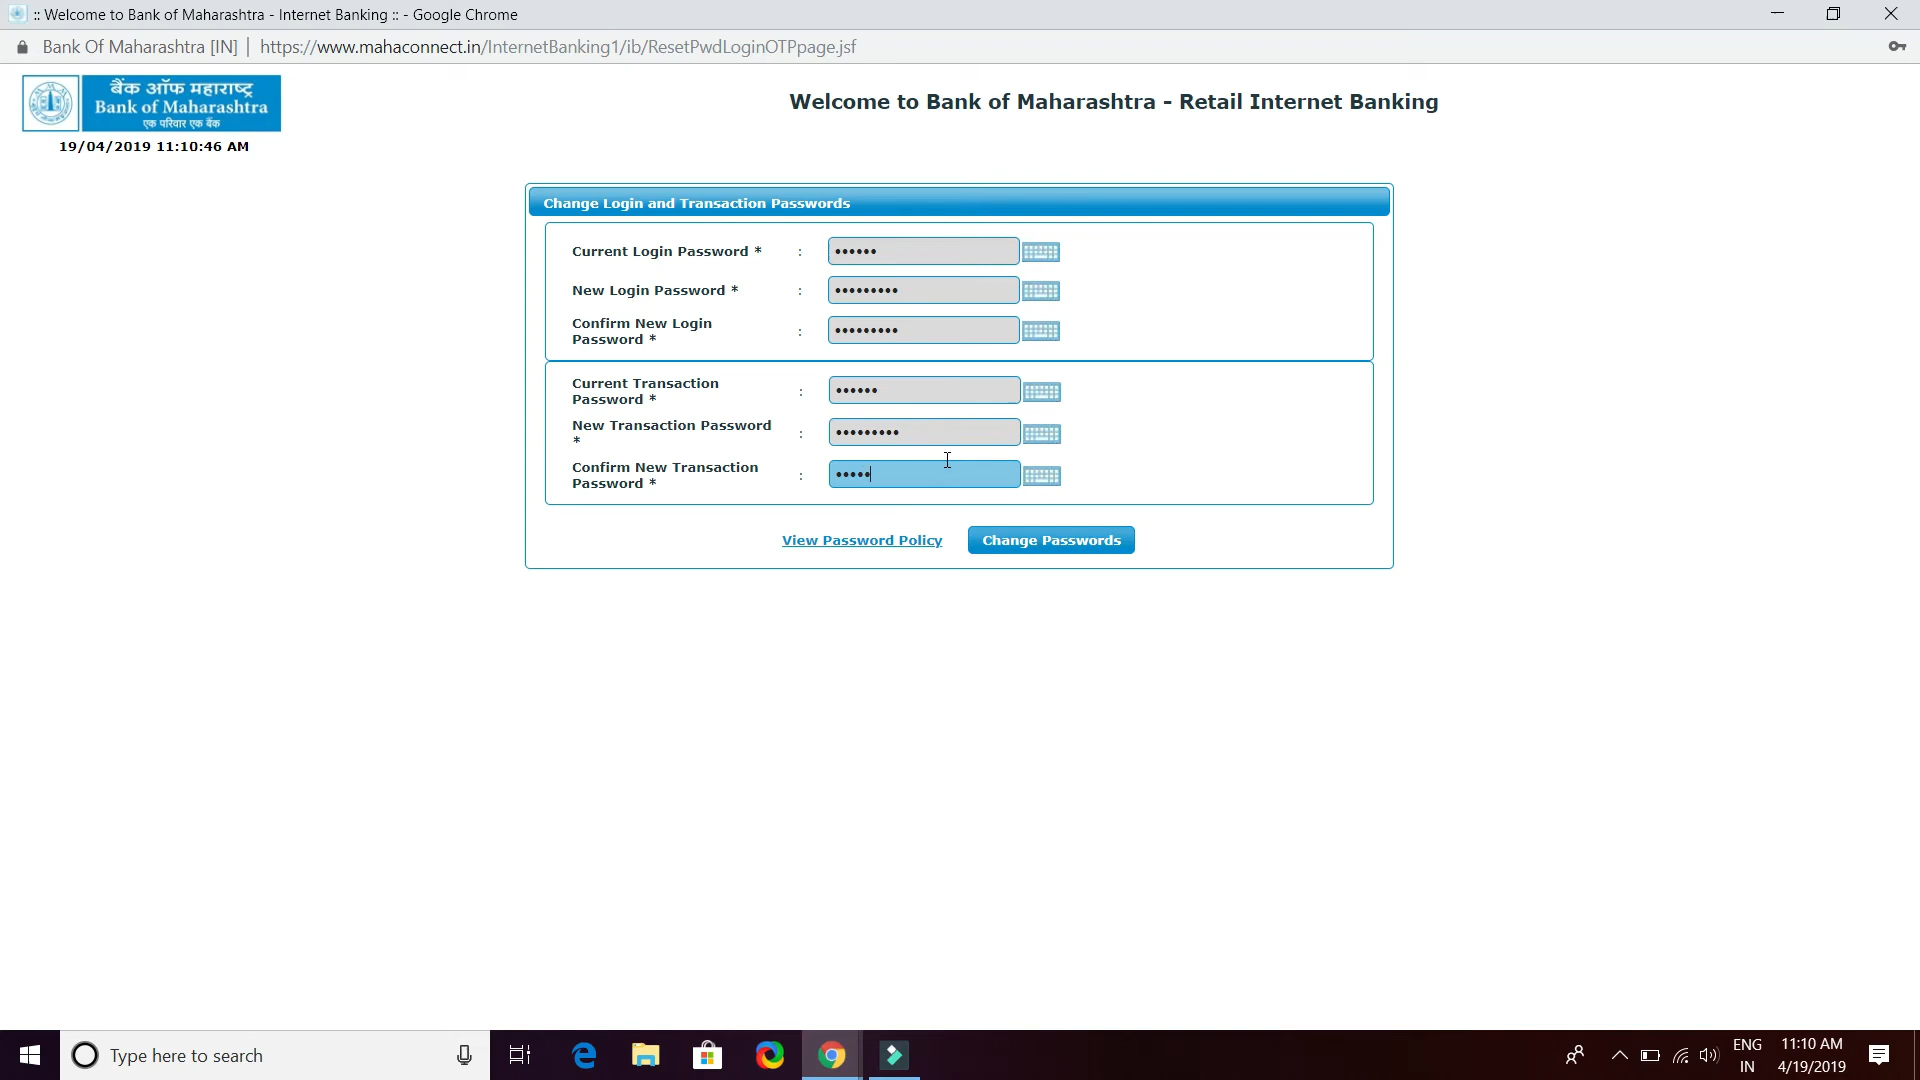 :: Welcome to Bank of Maharashtra - Internet Banking :: - Google Chrome
Bank Of Maharashtra [IN] | https://www.mahaconnect.in/InternetBanking1/ib/ResetPwdLoginOTPpage.jsf
बैंक ऑफ महाराष्ट्र
Bank of Maharashtra
एक परिवार एक बैंक
19/04/2019 11:10:46 AM
Welcome to Bank of Maharashtra - Retail Internet Banking
Change Login and Transaction Passwords
Current Login Password * : ••••••
New Login Password * : •••••••••
Confirm New Login
Password * : •••••••••
Current Transaction
Password * : ••••••
New Transaction Password
* : •••••••••
Confirm New Transaction
Password * : •••••
View Password Policy Change Passwords
Type here to search
ENG
IN
11:10 AM
4/19/2019